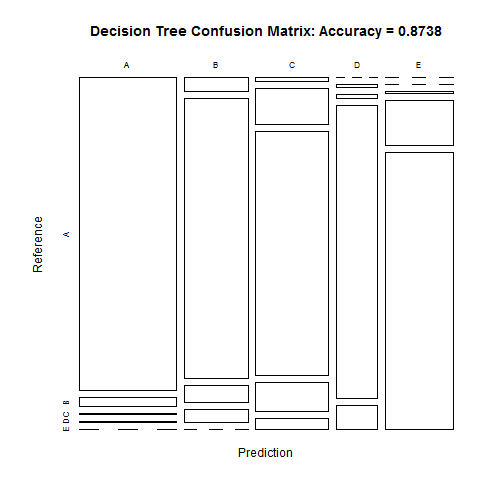 Decision Tree Confusion Matrix: Accuracy = 0.8738
A B C D E
Reference
A
B
C
D
E
Prediction